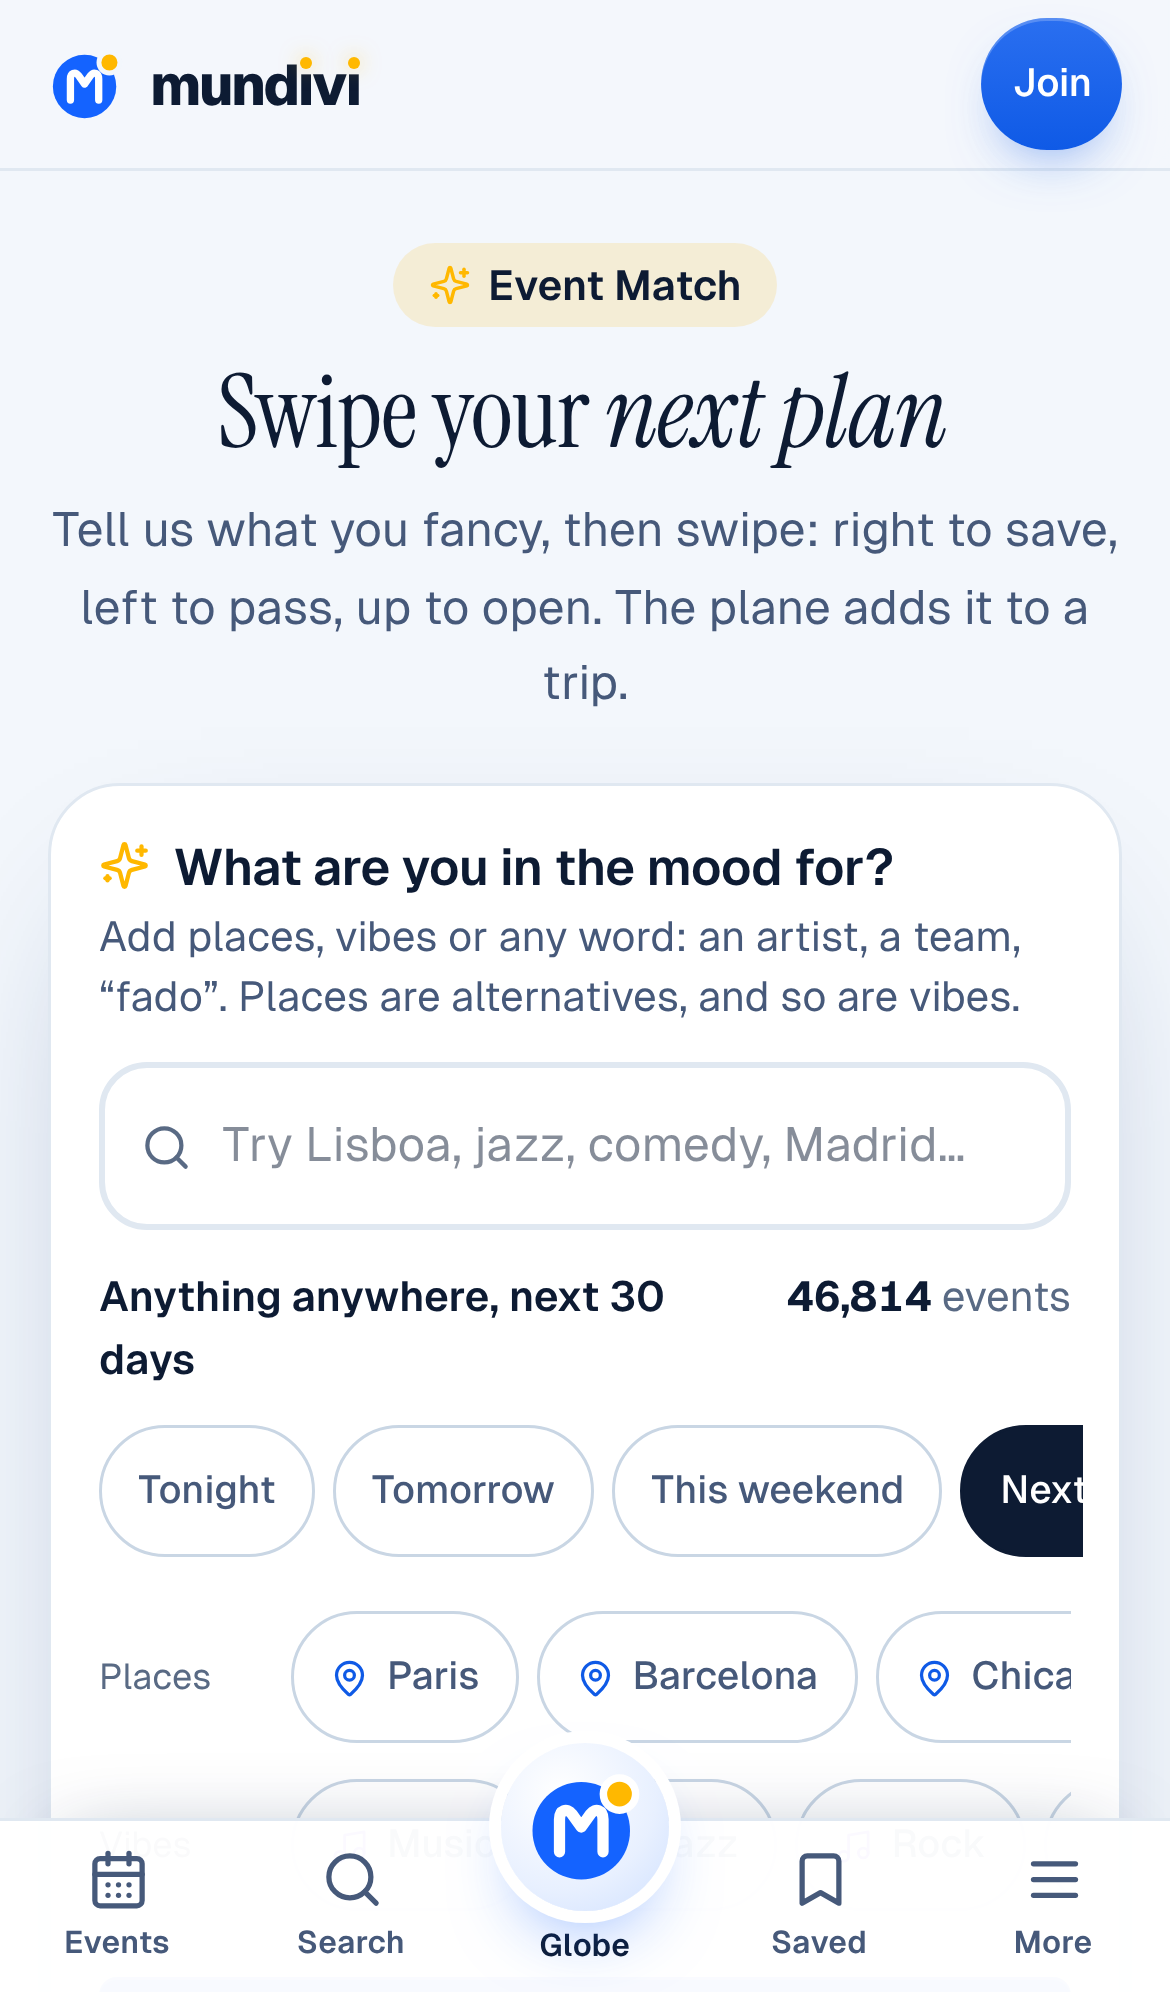 mundivi
Join
Event Match
Swipe your next plan
Tell us what you fancy, then swipe: right to save,
left to pass, up to open. The plane adds it to a
trip.
What are you in the mood for?
Add places, vibes or any word: an artist, a team,
“fado”. Places are alternatives, and so are vibes.
Try Lisboa, jazz, comedy, Madrid...
Anything anywhere, next 30
days
46,814 events
Tonight Tomorrow This weekend Next
Places Paris Barcelona Chica
Vibes Music azz Rock
Events Search Globe Saved More